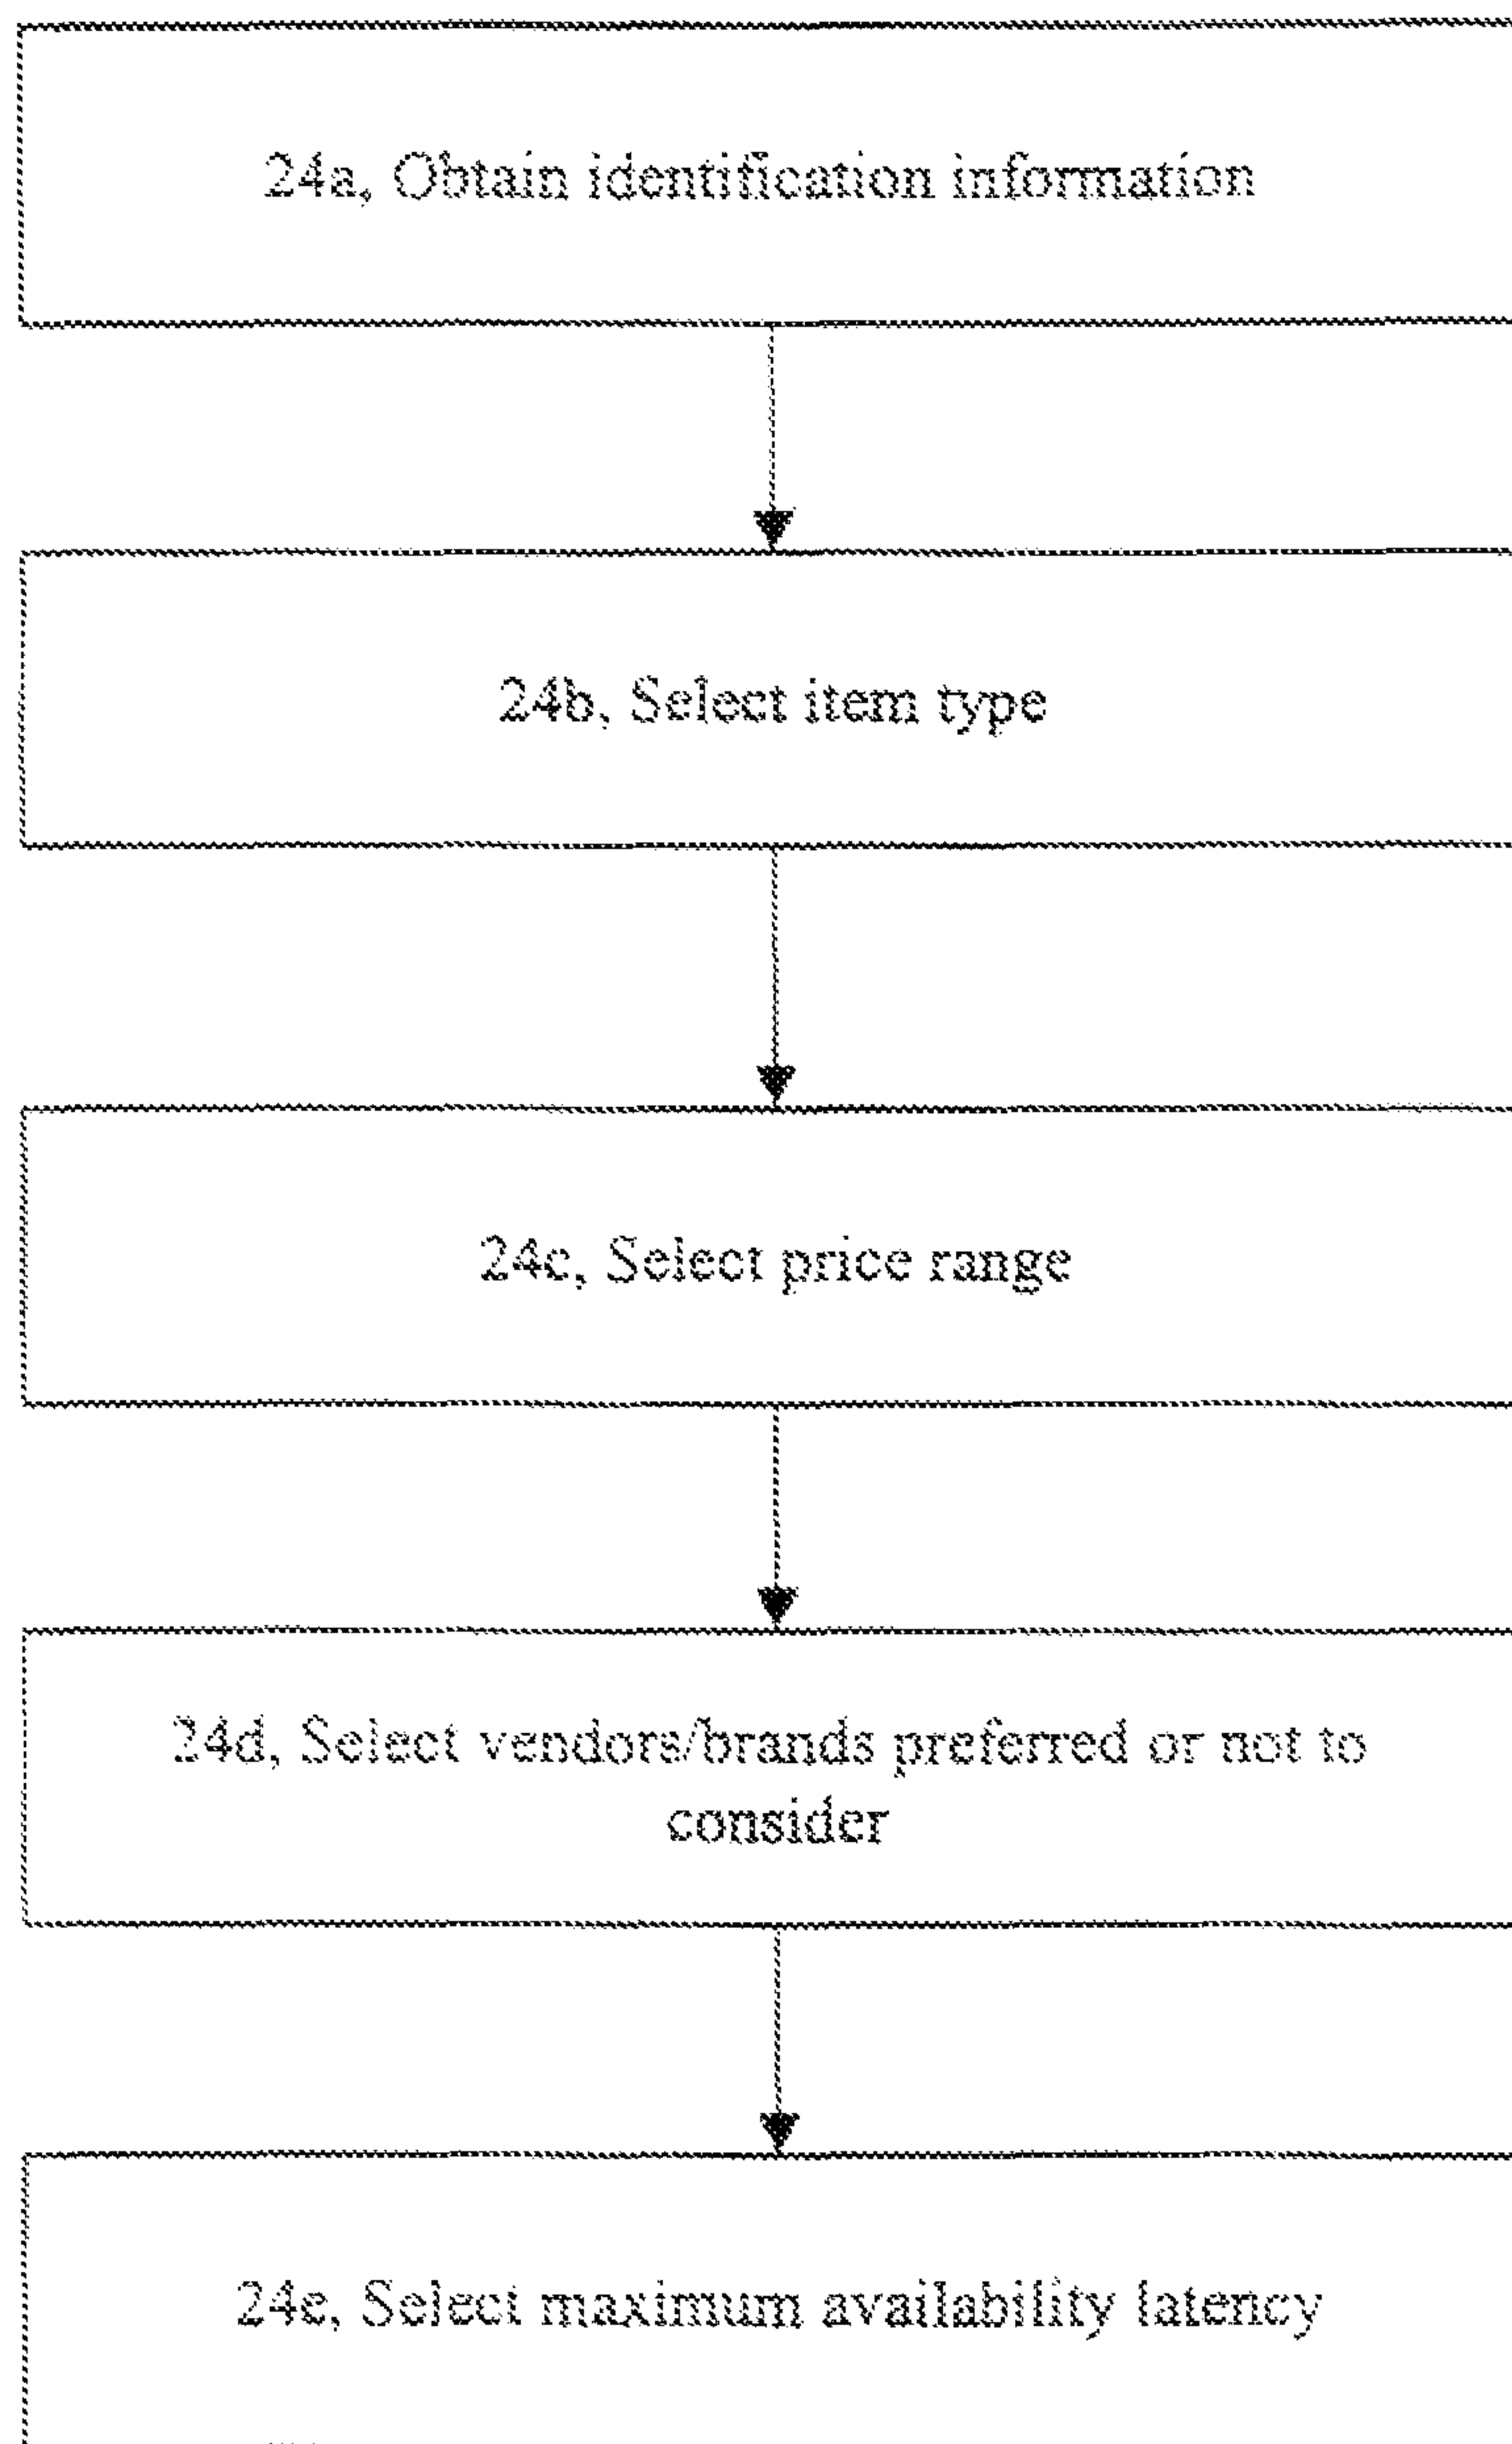 24a, Obtain identification information
24b, Select item type
24c, Select price range
24d, Select vendors/brands preferred or not to
consider
24e, Select maximum availability latency